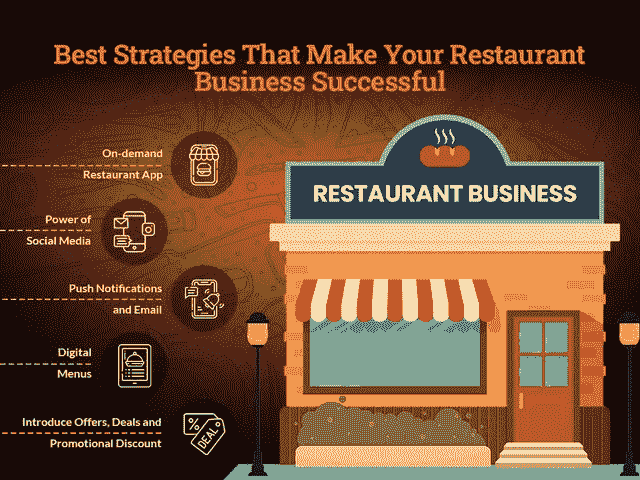 Best Strategies That Make Your Restaurant
Business Successful
On-demand
Restaurant App
Power of
Social Media
Push Notifications
and Email
Digital
Menus
Introduce Offers, Deals and
Promotional Discount
%
DEAL
RESTAURANT BUSINESS